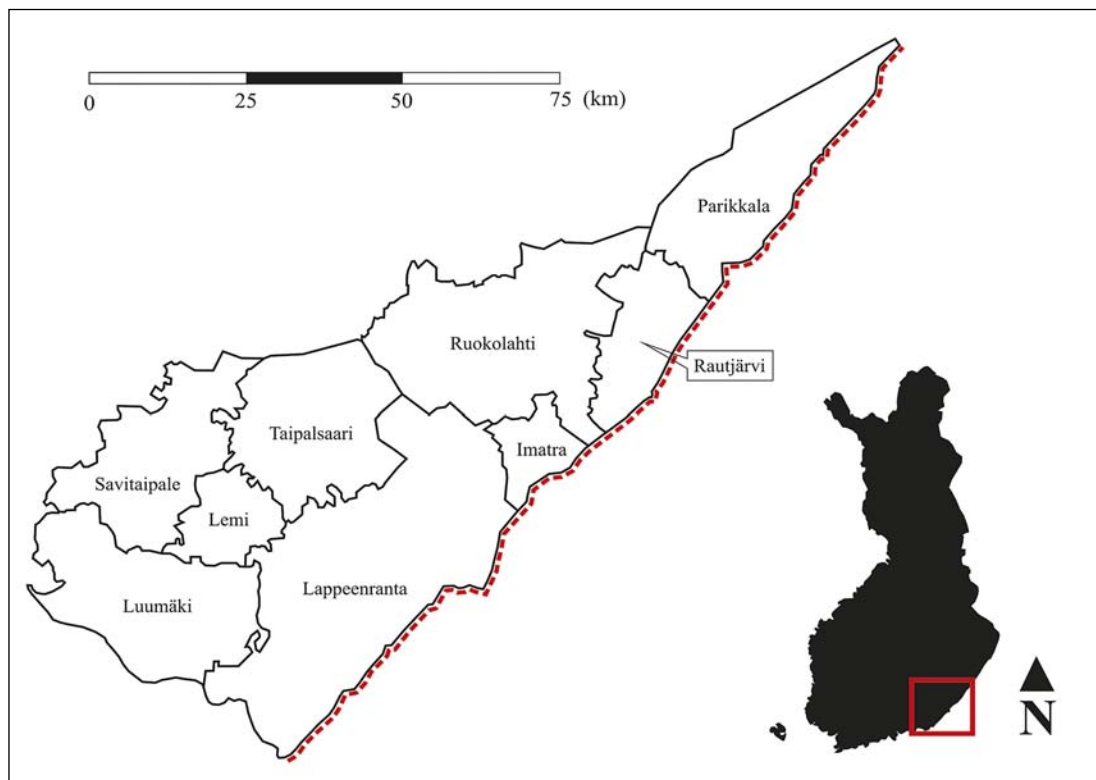 0 25 50 75 (km)
Parikkala
Ruokolahti
Rautjärvi
Taipalsaari
Imatra
Savitaipale
Lemi
Lappeenranta
Luumäki
N